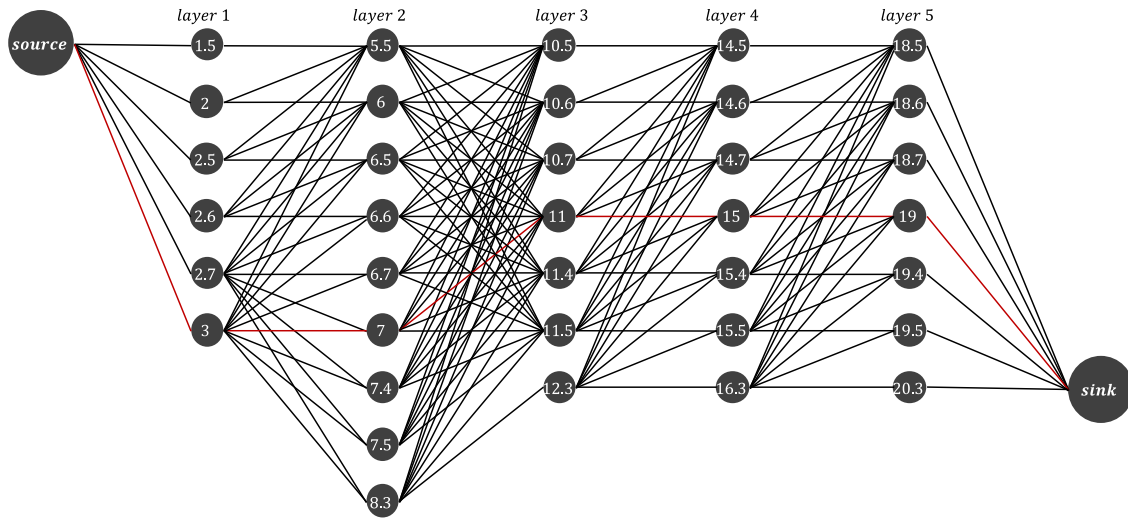 layer 1 layer 2 layer 3 layer 4 layer 5
source 1.5 5.5 10.5 14.5 18.5
2 6 10.6 14.6 18.6
2.5 6.5 10.7 14.7 18.7
2.6 6.6 11 15 19
2.7 6.7 11.4 15.4 19.4
3 7 11.5 15.5 19.5
7.4 12.3 16.3 20.3 sink
7.5
8.3